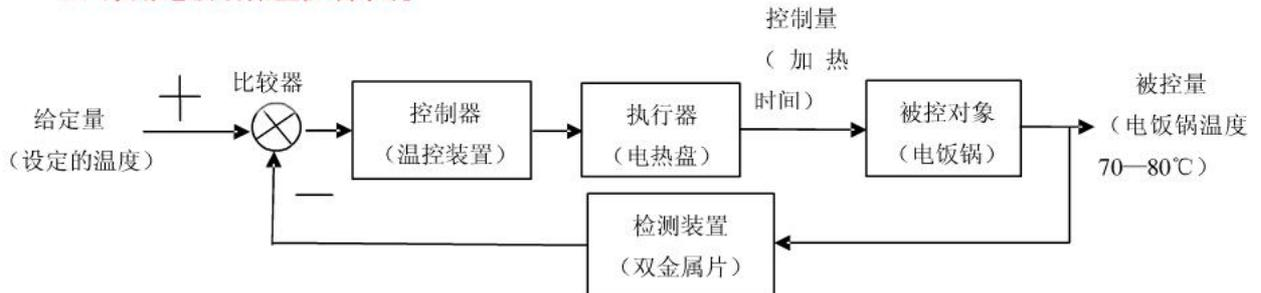 控制量
（ 加 热
时间）
比较器
给定量
（设定的温度）
控制器
（温控装置）
执行器
（电热盘）
被控对象
（电饭锅）
被控量
（电饭锅温度
70—80℃）
检测装置
（双金属片）